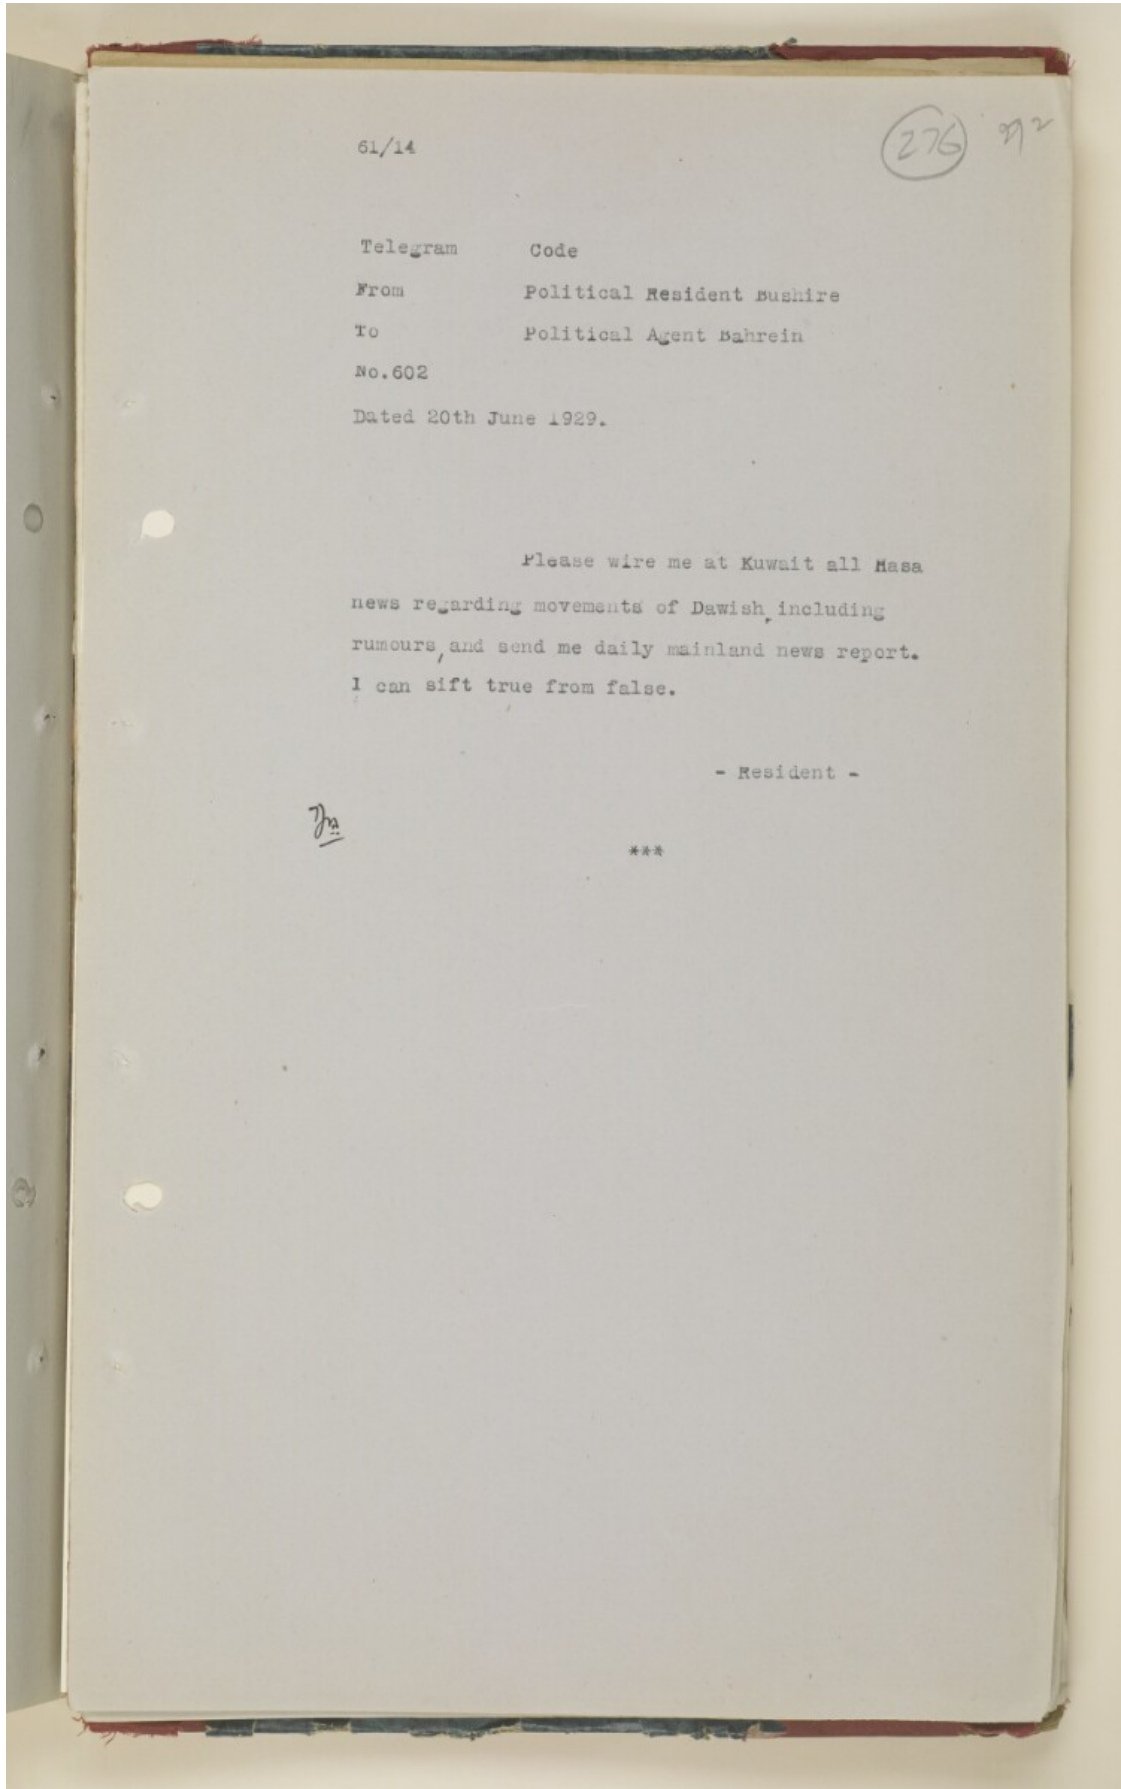 61/14
276
Telegram Code
From Political Resident Bushire
To Political Agent Bahrein
No.602
Dated 20th June 1929.
Please wire me at Kuwait all Hasa
news regarding movements of Dawish, including
rumours, and send me daily mainland news report.
I can sift true from false.
- Resident -
***